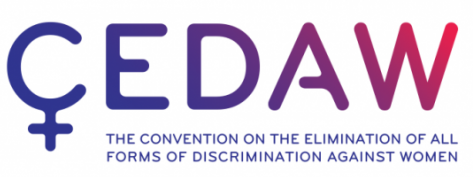 CEDAW
THE CONVENTION ON THE ELIMINATION OF ALL
FORMS OF DISCRIMINATION AGAINST WOMEN